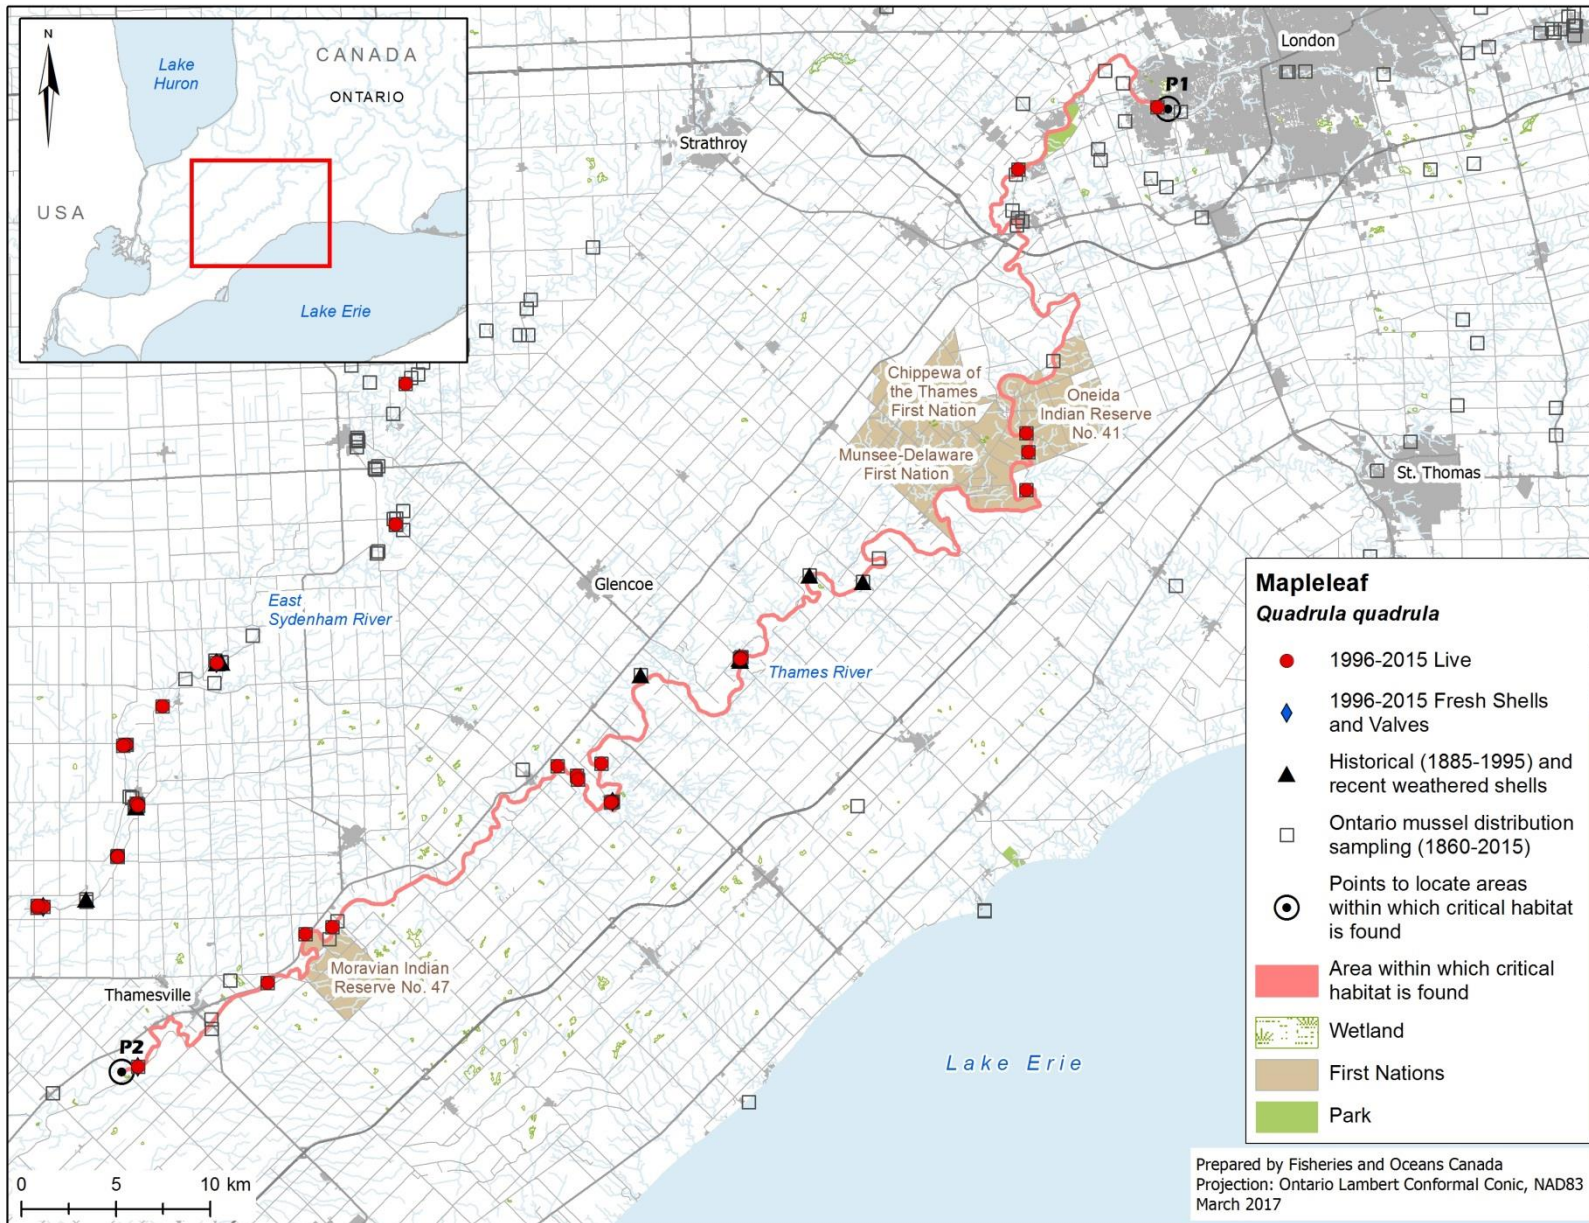 N
CANADA
ONTARIO
Lake
Huron
USA
Lake Erie
London
P1
Strathroy
Chippewa of
the Thames
First Nation
Oneida
Indian Reserve
No. 41
Munsee-Delaware
First Nation
St. Thomas
Glencoe
East
Sydenham River
Thames River
Moravian Indian
Reserve No. 47
Thamesville
P2
Lake Erie
0 5 10 km
Mapleleaf
Quadrula quadrula
1996-2015 Live
1996-2015 Fresh Shells
and Valves
Historical (1885-1995) and
recent weathered shells
Ontario mussel distribution
sampling (1860-2015)
Points to locate areas
within which critical habitat
is found
Area within which critical
habitat is found
Wetland
First Nations
Park
Prepared by Fisheries and Oceans Canada
Projection: Ontario Lambert Conformal Conic, NAD83
March 2017